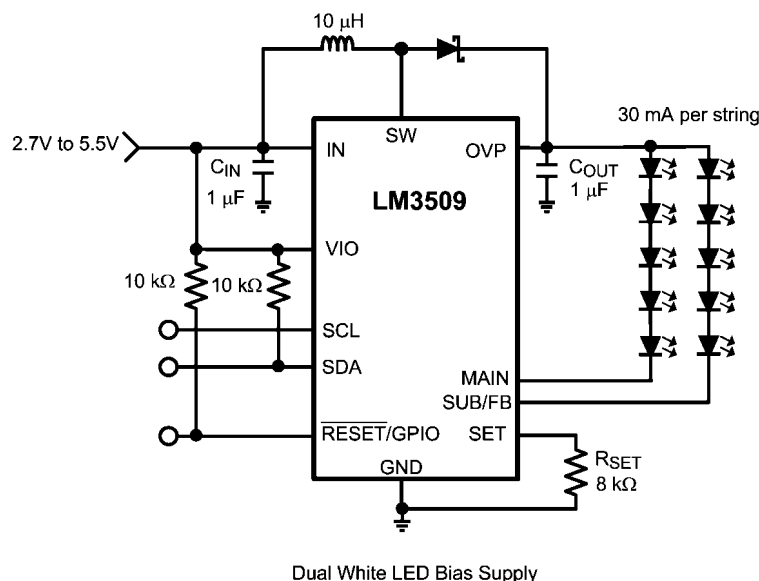 10 μH
30 mA per string
2.7V to 5.5V
IN
SW
OVP
CIN
1 μF
COUT
1 μF
LM3509
VIO
10 kΩ
10 kΩ
SCL
SDA
MAIN
SUB/FB
RESET/GPIO
SET
GND
RSET
8 kΩ
Dual White LED Bias Supply